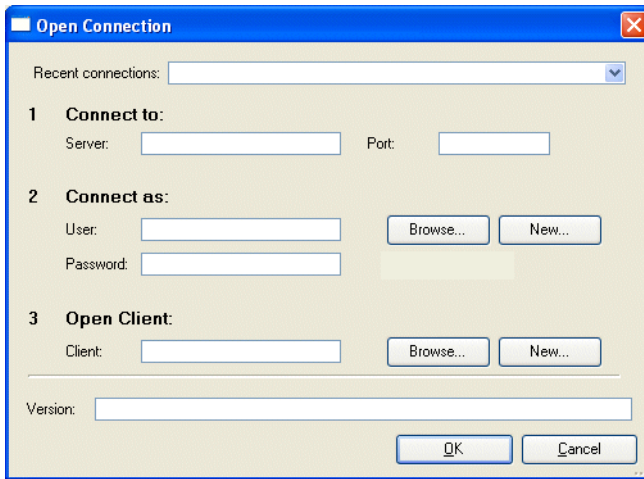 Open Connection
Recent connections:
1 Connect to:
Server: Port:
2 Connect as:
User: Browse... New...
Password:
3 Open Client:
Client: Browse... New...
Version:
OK Cancel